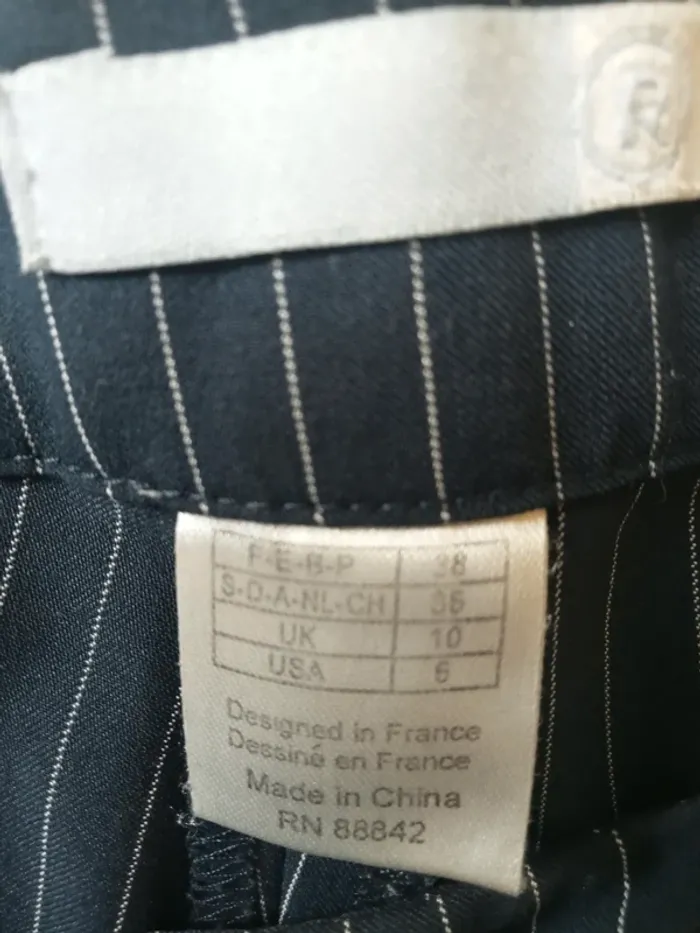 R
F-E-B-P 38
S-D-A-NL-CH 36
UK 10
USA 6
Designed in France
Dessiné en France
Made in China
RN 88842